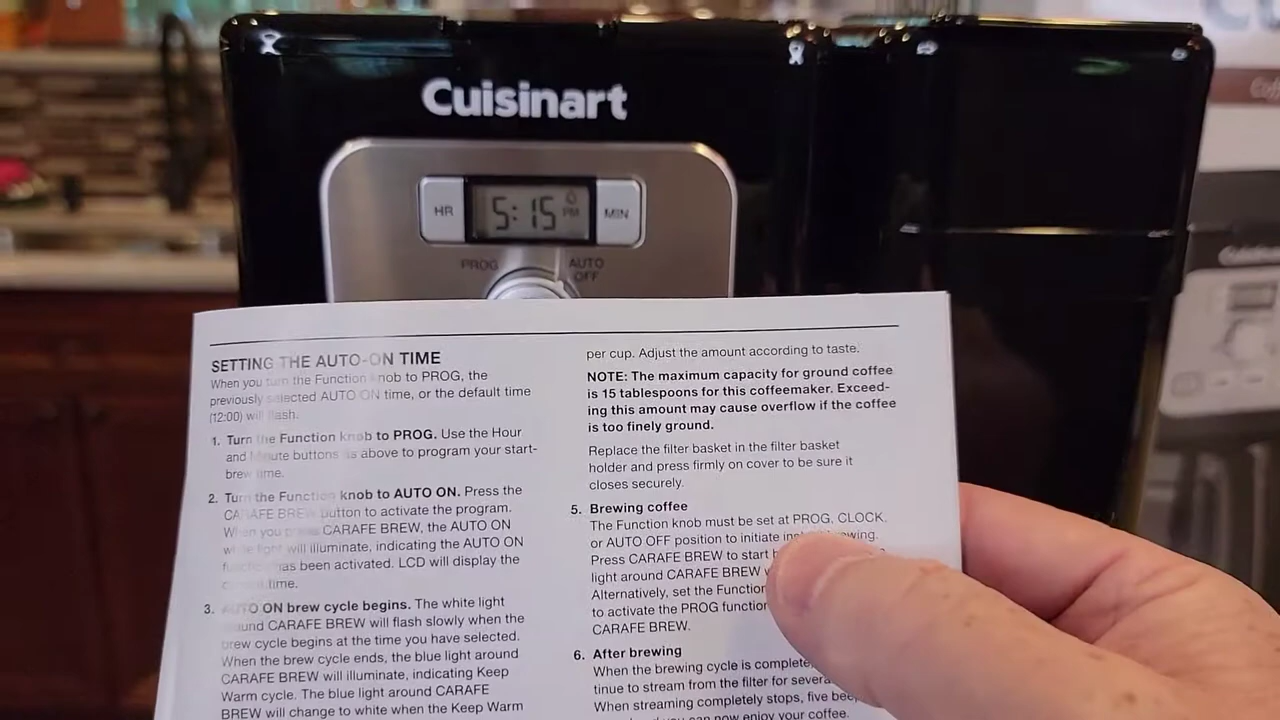 Cuisinart
HR
5:15
PM
MIN
PROG
AUTO
OFF
SETTING THE AUTO-ON TIME
When you turn the Function knob to PROG, the
previously selected AUTO ON time, or the default time
(12:00) will flash.
1. Turn the Function knob to PROG. Use the Hour
and Minute buttons as above to program your start-
brew time.
2. Turn the Function knob to AUTO ON. Press the
CARAFE BREW button to activate the program.
When you press CARAFE BREW, the AUTO ON
white light will illuminate, indicating the AUTO ON
function has been activated. LCD will display the
current time.
3. AUTO ON brew cycle begins. The white light
around CARAFE BREW will flash slowly when the
brew cycle begins at the time you have selected.
When the brew cycle ends, the blue light around
CARAFE BREW will illuminate, indicating Keep
Warm cycle. The blue light around CARAFE
BREW will change to white when the Keep Warm
per cup. Adjust the amount according to taste.
NOTE: The maximum capacity for ground coffee
is 15 tablespoons for this coffeemaker. Exceed-
ing this amount may cause overflow if the coffee
is too finely ground.
Replace the filter basket in the filter basket
holder and press firmly on cover to be sure it
closes securely.
5. Brewing coffee
The Function knob must be set at PROG, CLOCK,
or AUTO OFF position to initiate
Press CARAFE BREW to start
light around CARAFE BREW
Alternatively, set the Function
to activate the PROG function
CARAFE BREW.
6. After brewing
When the brewing cycle is complete,
tinue to stream from the filter for
When streaming completely stops, five
you can now enjoy your coffee.